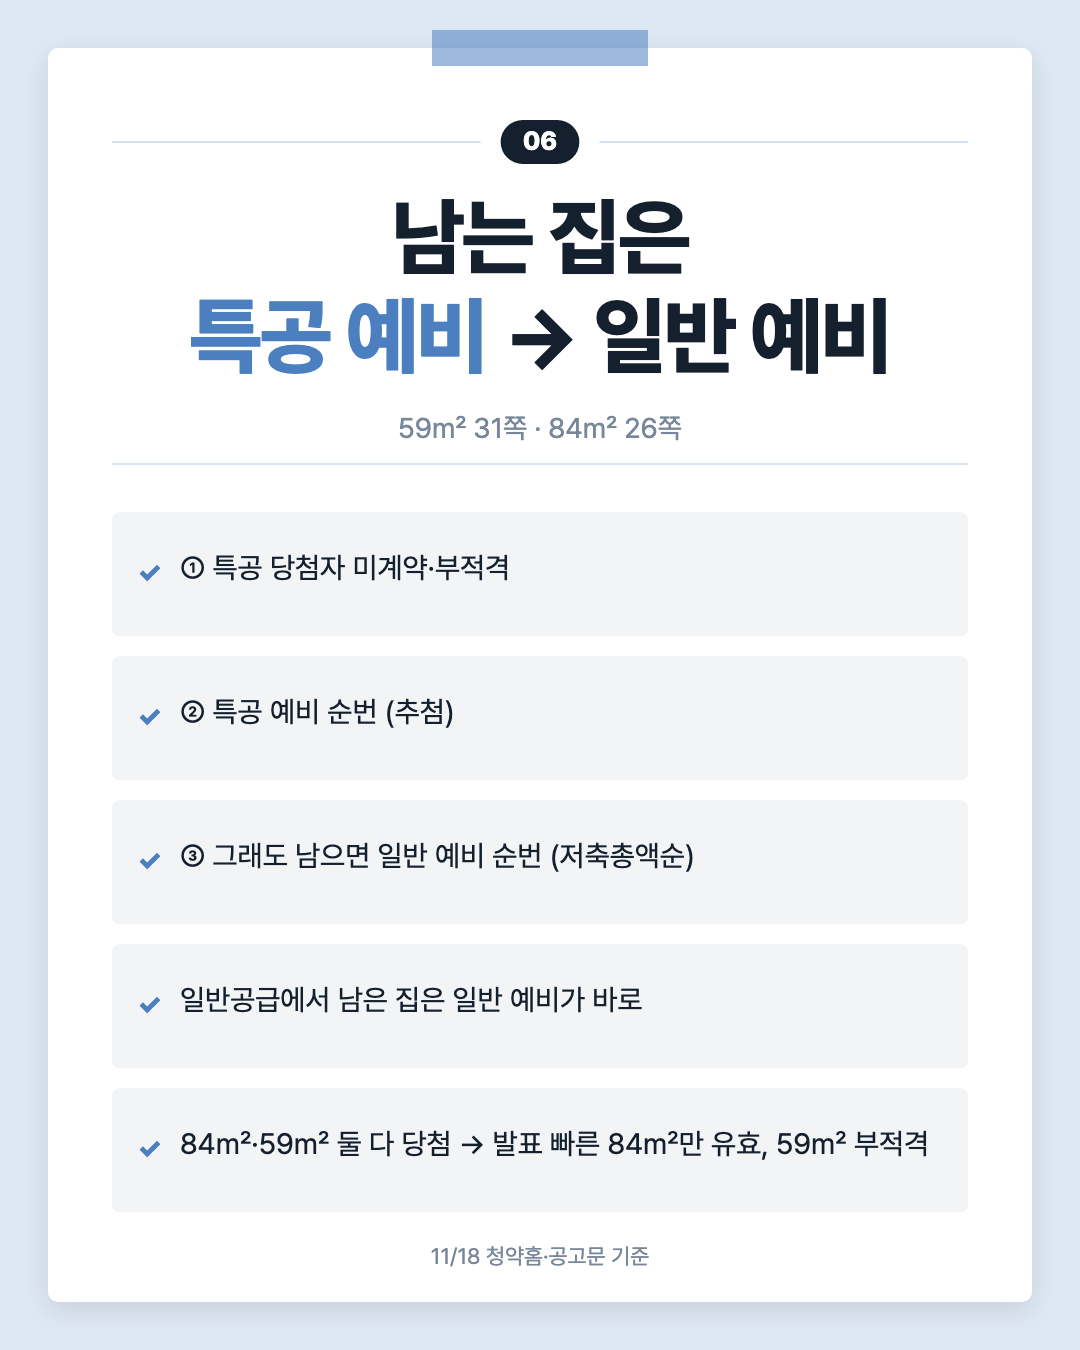 06
남는 집은
특공 예비 → 일반 예비
59m² 31쪽 · 84m² 26쪽
① 특공 당첨자 미계약·부적격
② 특공 예비 순번 (추첨)
③ 그래도 남으면 일반 예비 순번 (저축총액순)
일반공급에서 남은 집은 일반 예비가 바로
84m²·59m² 둘 다 당첨 → 발표 빠른 84m²만 유효, 59m² 부적격
11/18 청약홈·공고문 기준